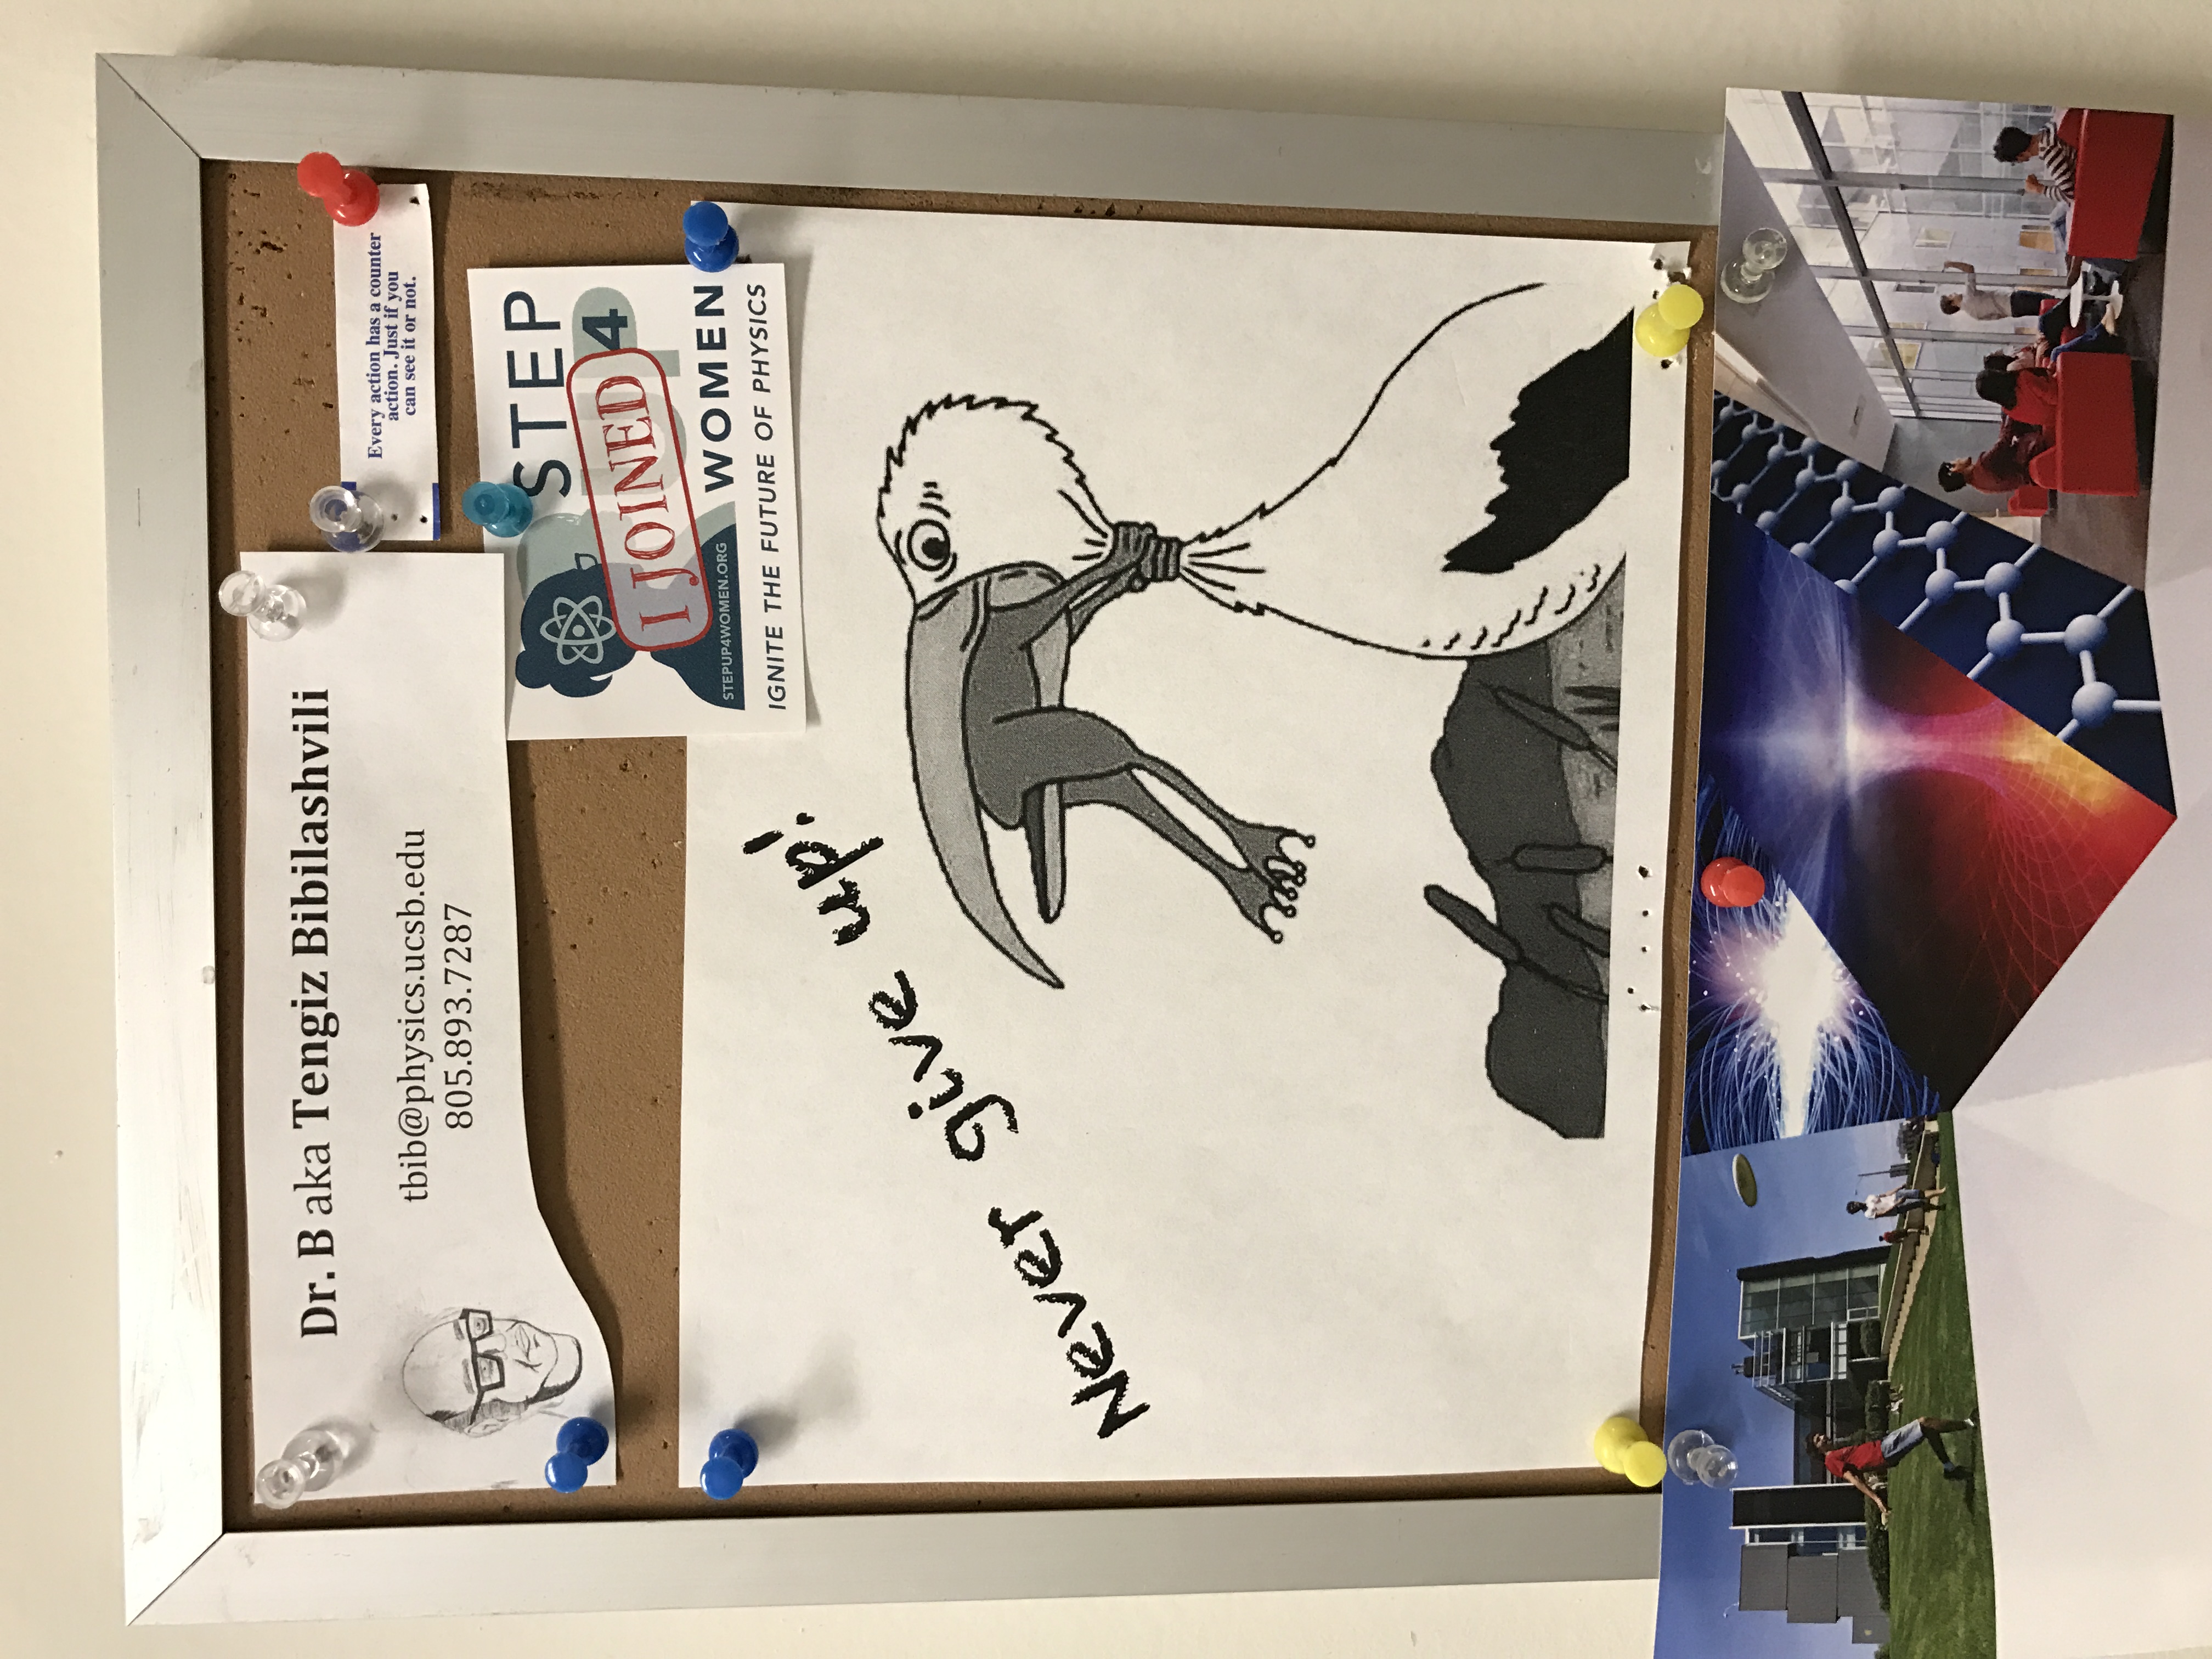 Dr. B aka Tengiz Bibilashvili
tbib@physics.ucsb.edu
805.893.7287
Every action has a counter
action. Just if you
can see it or not.
STEP
UP 4
I JOINED
WOMEN
STEPUP4WOMEN.ORG
IGNITE THE FUTURE OF PHYSICS
Never give up!